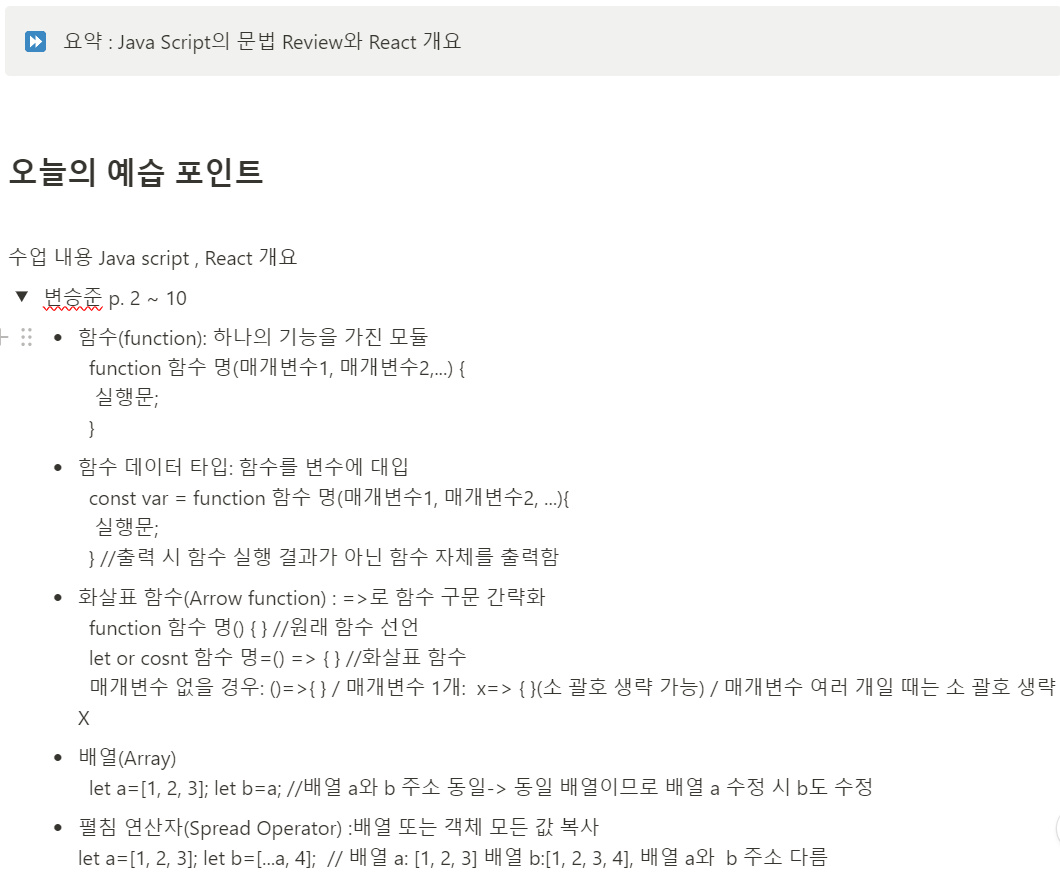 요약 : Java Script의 문법 Review와 React 개요
오늘의 예습 포인트
수업 내용 Java script , React 개요
▼ 변승준 p. 2 ~ 10
• 함수(function): 하나의 기능을 가진 모듈
function 함수 명(매개변수1, 매개변수2,...) {
실행문;
}
• 함수 데이터 타입: 함수를 변수에 대입
const var = function 함수 명(매개변수1, 매개변수2, ...){
실행문;
} //출력 시 함수 실행 결과가 아닌 함수 자체를 출력함
• 화살표 함수(Arrow function) : =>로 함수 구문 간략화
function 함수 명() { } //원래 함수 선언
let or cosnt 함수 명=() => { } //화살표 함수
매개변수 없을 경우: ()=>{ } / 매개변수 1개:  x=> { }(소 괄호 생략 가능) / 매개변수 여러 개일 때는 소 괄호 생략
X
• 배열(Array)
let a=[1, 2, 3]; let b=a; //배열 a와 b 주소 동일-> 동일 배열이므로 배열 a 수정 시 b도 수정
• 펼침 연산자(Spread Operator) :배열 또는 객체 모든 값 복사
let a=[1, 2, 3]; let b=[...a, 4];  // 배열 a: [1, 2, 3] 배열 b:[1, 2, 3, 4], 배열 a와  b 주소 다름